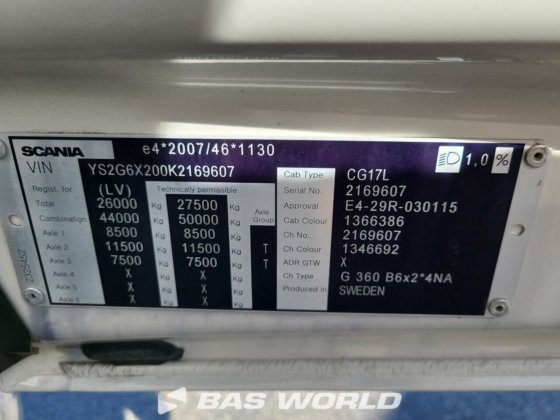 SCANIA e4*2007/46*1130 1,0 %
VIN YS2G6X200K2169607
Regist. for (LV) Technically permissible
Total 26000 Kg 27500 Kg Axle Group
Combination 44000 Kg 50000 Kg
Axle 1 8500 Kg 8500 Kg
Axle 2 11500 Kg 11500 Kg T
Axle 3 7500 Kg 7500 Kg T
Axle 4 X Kg X Kg
Axle 5 X Kg X Kg
Axle 6 X Kg X Kg
Cab Type CG17L
Serial No. 2169607
Approval E4-29R-030115
Cab Colour 1366386
Ch No. 2169607
Ch Colour 1346692
ADR GTW X
Ch Type G 360 B6x2*4NA
Produced in SWEDEN
2325452
BAS WORLD